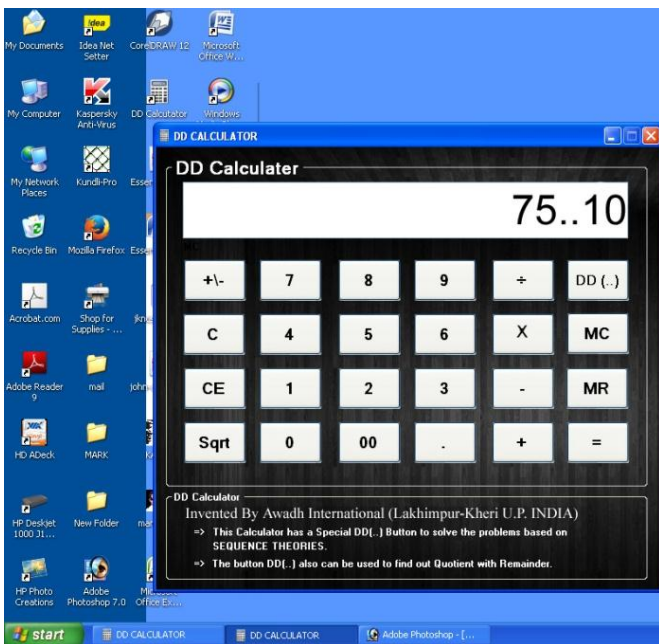 My Documents
Idea Net
Setter
CorelDRAW 12
Microsoft
Office W...
My Computer
Kaspersky
Anti-Virus
DD Calcutator
Windows
DD CALCULATOR
My Network
Places
Kundli-Pro
Esser
DD Calculater
75..10
Recycle Bin
Mozilla Firefox
MC
+\- 7 8 9 ÷ DD (..)
Acrobat.com
Shop for
Supplies - ...
C 4 5 6 X MC
Adobe Reader
9
mail
CE 1 2 3 - MR
HD ADeck
MARK
Sqrt 0 00 . + =
DD Calculator
Invented By Awadh International (Lakhimpur-Kheri U.P. INDIA)
=> This Calculator has a Special DD(..) Button to solve the problems based on
SEQUENCE THEORIES.
=> The button DD(..) also can be used to find out Quotient with Remainder.
HP Deskjet
1000 J1...
New Folder
HP Photo
Creations
Adobe
Photoshop 7.0
Office Ex...
start
DD CALCULATOR
DD CALCULATOR
Adobe Photoshop - [...